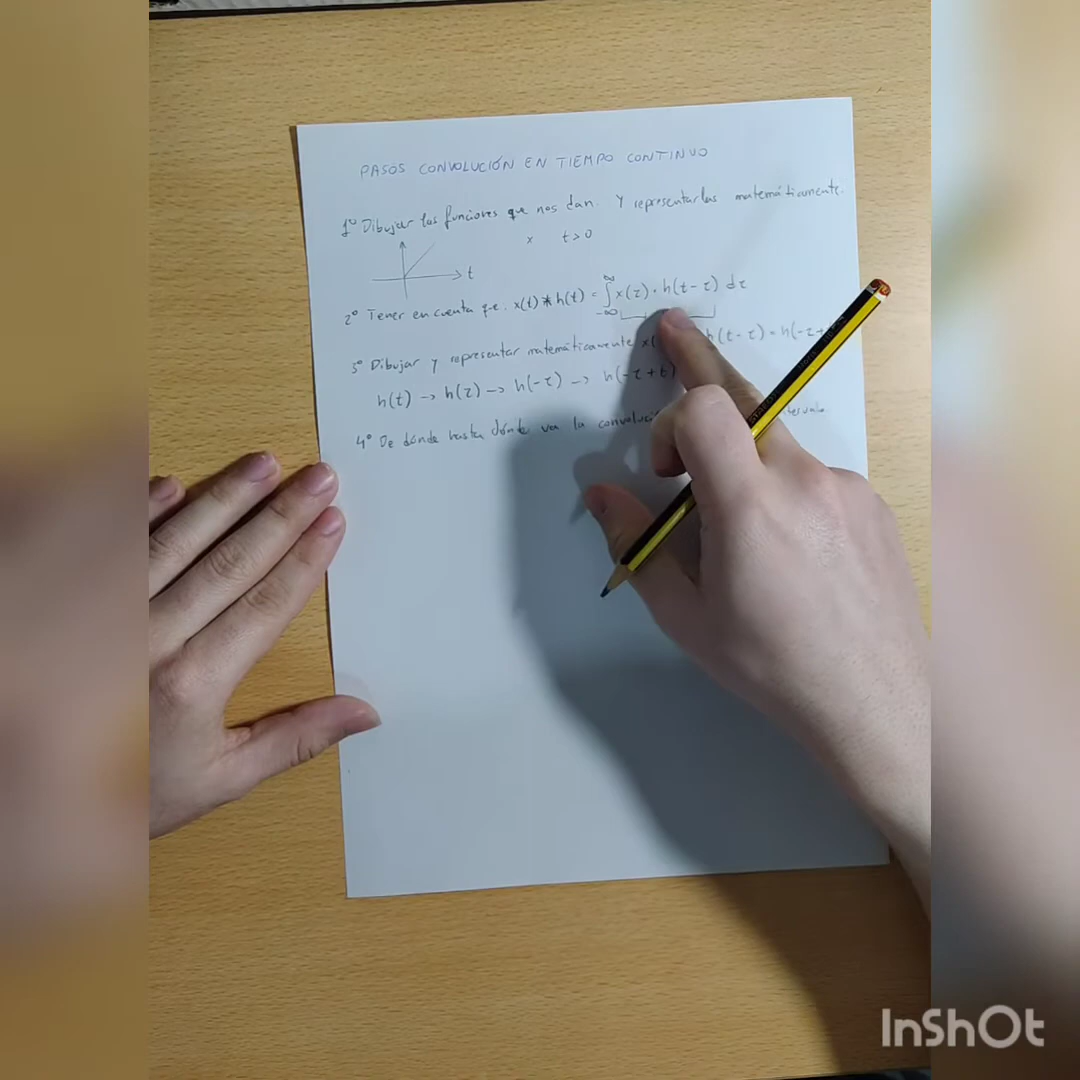 PASOS CONVOLUCIÓN EN TIEMPO CONTINUO
1º Dibujar las funciones que nos dan. Y representarlas matemáticamente.
x t>0
t
2º Tener en cuenta que: x(t) * h(t) = ∫_{-∞}^{∞} x(τ) · h(t-τ) dτ
3º Dibujar y representar matemáticamente x( h(t-τ) = h(-τ+
h(t) → h(τ) → h(-τ) → h(-τ+t)
4º De dónde hasta dónde va la
InShOt